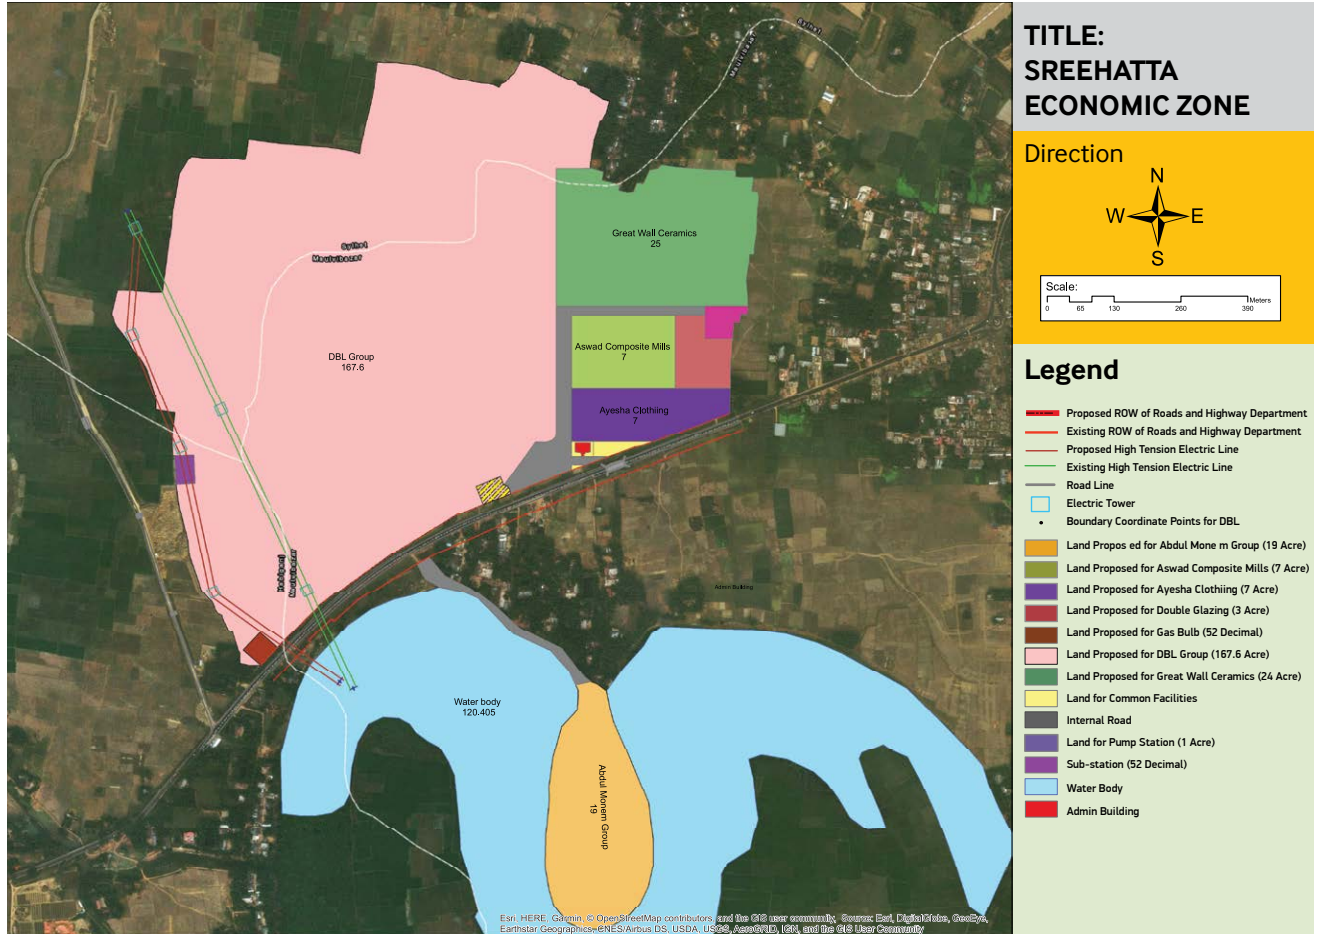 Sylhet
Maulvibazar
TITLE:
SREEHATTA
ECONOMIC ZONE
Direction
N
W
E
S
Scale:
Meters
0 65 130 260 390
Great Wall Ceramics
25
Sylhet
Maulvibazar
DBL Group
167.6
Aswad Composite Mills
7
Ayesha Clothiing
7
Habiganj
Maulvibazar
Admin Building
Water body
120.405
Abdul Monem Group
19
Legend
Proposed ROW of Roads and Highway Department
Existing ROW of Roads and Highway Department
Proposed High Tension Electric Line
Existing High Tension Electric Line
Road Line
Electric Tower
Boundary Coordinate Points for DBL
Land Propos ed for Abdul Mone m Group (19 Acre)
Land Proposed for Aswad Composite Mills (7 Acre)
Land Proposed for Ayesha Clothiing (7 Acre)
Land Proposed for Double Glazing (3 Acre)
Land Proposed for Gas Bulb (52 Decimal)
Land Proposed for DBL Group (167.6 Acre)
Land Proposed for Great Wall Ceramics (24 Acre)
Land for Common Facilities
Internal Road
Land for Pump Station (1 Acre)
Sub-station (52 Decimal)
Water Body
Admin Building
Esri, HERE, Garmin, © OpenStreetMap contributors, and the GIS user community, Source: Esri, DigitalGlobe, GeoEye,
Earthstar Geographics, CNES/Airbus DS, USDA, USGS, AeroGRID, IGN, and the GIS User Community